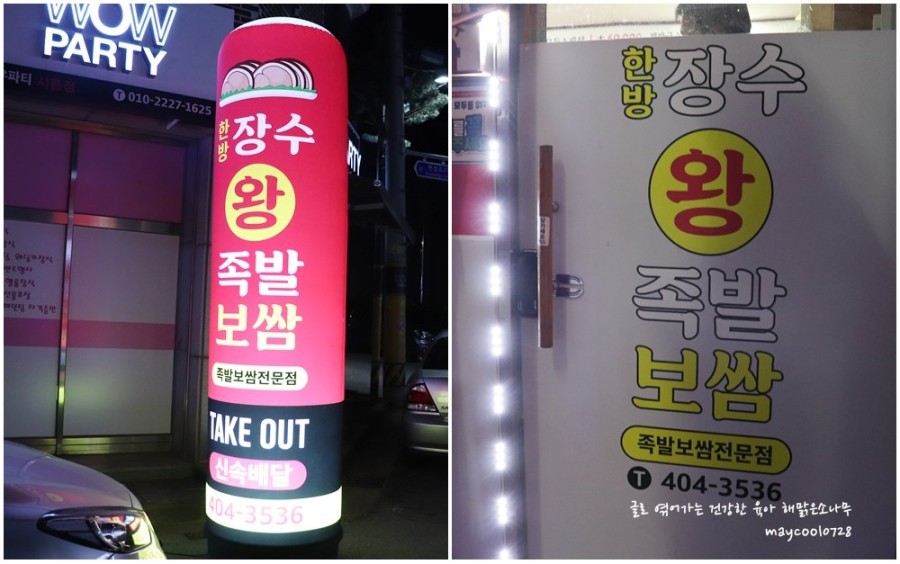 WOW
PARTY
010-2227-1625
한방 장수
왕
족발
보쌈
족발보쌈전문점
TAKE OUT
신속배달
404-3536
한방 장수
왕
족발
보쌈
족발보쌈전문점
T 404-3536
글로 엮어가는 건강한 육아 해맑은소나무
maycool0728